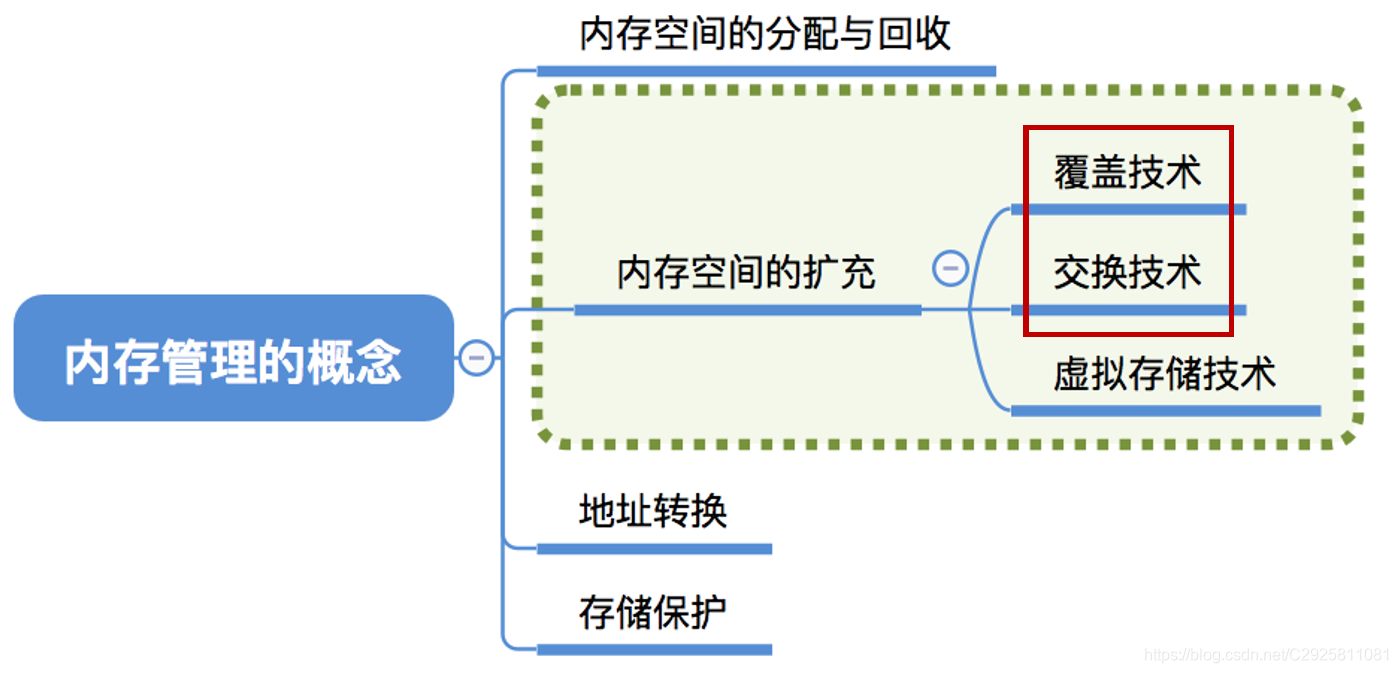 内存空间的分配与回收
覆盖技术
内存空间的扩充
交换技术
内存管理的概念
虚拟存储技术
地址转换
存储保护
https://blog.csdn.net/C2925811081